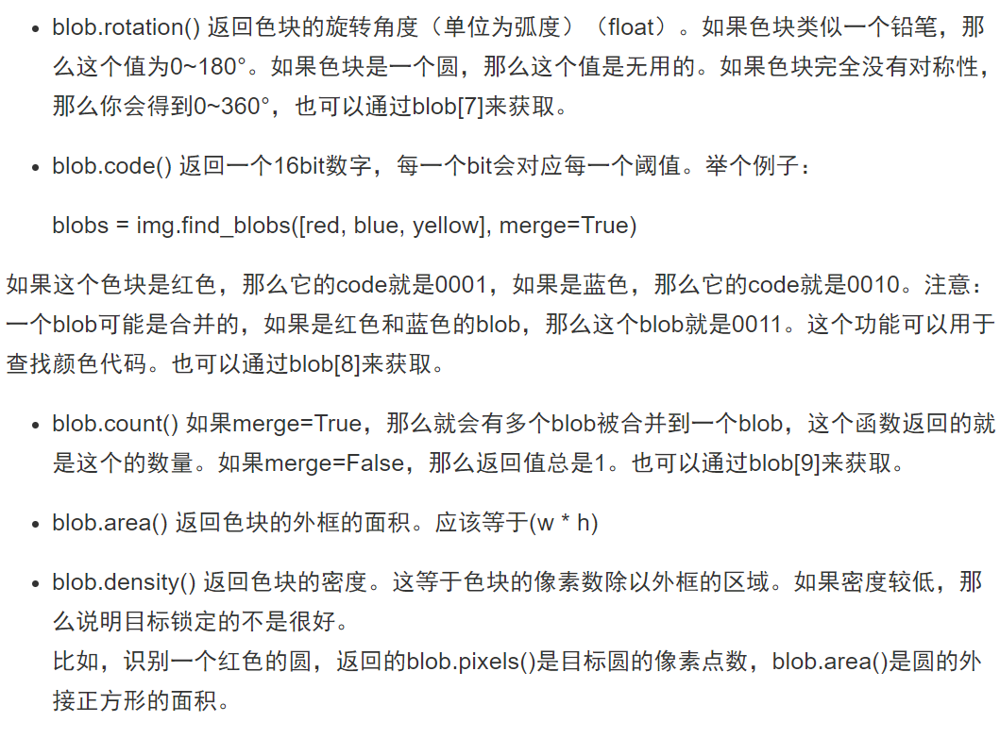 • blob.rotation() 返回色块的旋转角度（单位为弧度）（float）。如果色块类似一个铅笔，那
么这个值为0~180°。如果色块是一个圆，那么这个值是无用的。如果色块完全没有对称性，
那么你会得到0~360°，也可以通过blob[7]来获取。
• blob.code() 返回一个16bit数字，每一个bit会对应每一个阈值。举个例子：
blobs = img.find_blobs([red, blue, yellow], merge=True)
如果这个色块是红色，那么它的code就是0001，如果是蓝色，那么它的code就是0010。注意：
一个blob可能是合并的，如果是红色和蓝色的blob，那么这个blob就是0011。这个功能可以用于
查找颜色代码。也可以通过blob[8]来获取。
• blob.count() 如果merge=True，那么就会有多个blob被合并到一个blob，这个函数返回的就
是这个的数量。如果merge=False，那么返回值总是1。也可以通过blob[9]来获取。
• blob.area() 返回色块的外框的面积。应该等于(w * h)
• blob.density() 返回色块的密度。这等于色块的像素数除以外框的区域。如果密度较低，那
么说明目标锁定的不是很好。
比如，识别一个红色的圆，返回的blob.pixels()是目标圆的像素点数，blob.area()是圆的外
接正方形的面积。